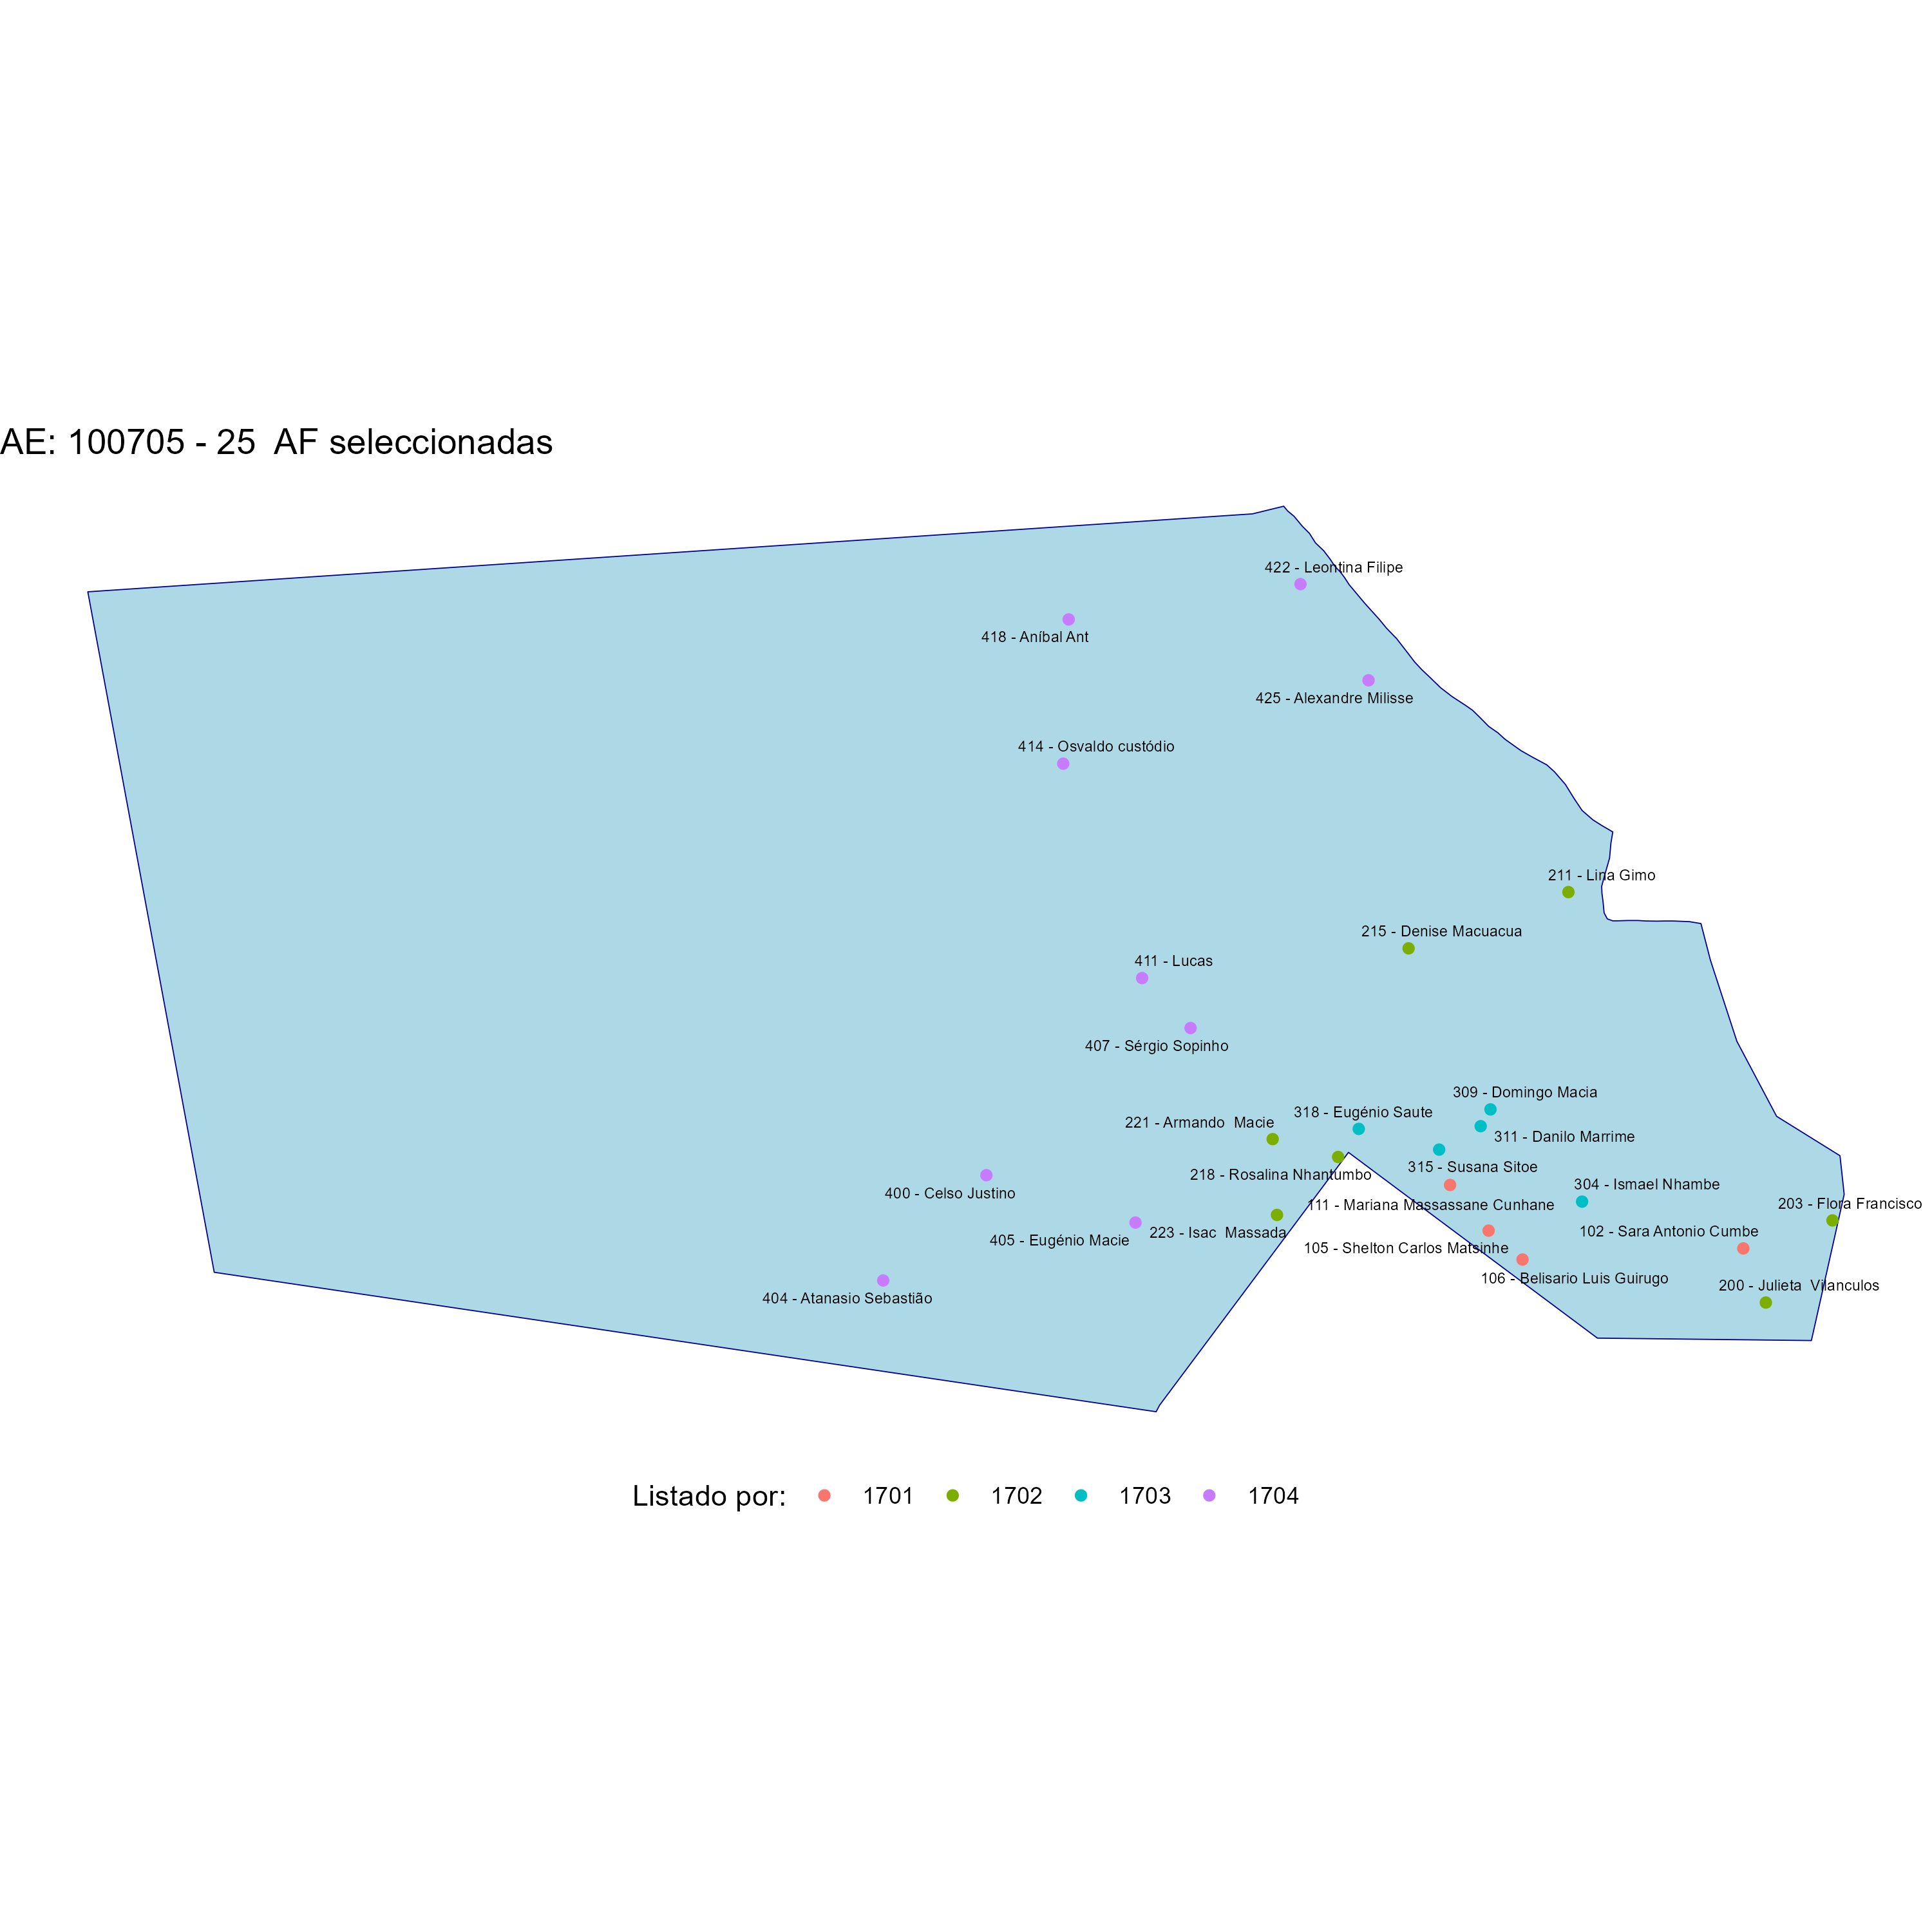 AE: 100705 - 25  AF seleccionadas
422 - Leontina Filipe
418 - Aníbal Ant
425 - Alexandre Milisse
414 - Osvaldo custódio
211 - Lina Gimo
215 - Denise Macuacua
411 - Lucas
407 - Sérgio Sopinho
309 - Domingo Macia
318 - Eugénio Saute
221 - Armando  Macie
311 - Danilo Marrime
315 - Susana Sitoe
218 - Rosalina Nhantumbo
304 - Ismael Nhambe
400 - Celso Justino
203 - Flora Francisco
111 - Mariana Massassane Cunhane
102 - Sara Antonio Cumbe
223 - Isac  Massada
405 - Eugénio Macie
105 - Shelton Carlos Matsinhe
106 - Belisario Luis Guirugo
200 - Julieta  Vilanculos
404 - Atanasio Sebastião
Listado por: 1701 1702 1703 1704